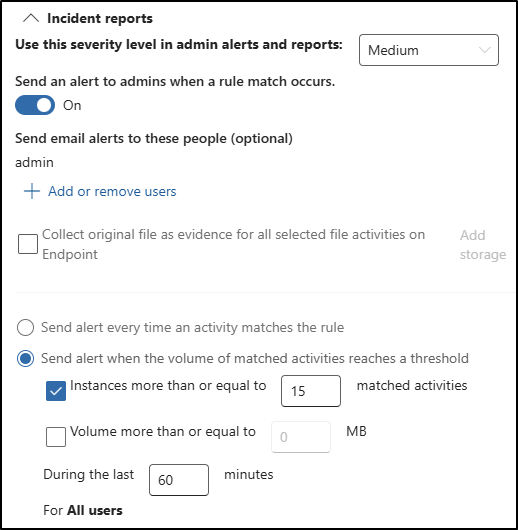 Incident reports
Use this severity level in admin alerts and reports: Medium
Send an alert to admins when a rule match occurs.
On
Send email alerts to these people (optional)
admin
Add or remove users
Collect original file as evidence for all selected file activities on Add
Endpoint storage
Send alert every time an activity matches the rule
Send alert when the volume of matched activities reaches a threshold
Instances more than or equal to 15 matched activities
Volume more than or equal to 0 MB
During the last 60 minutes
For All users